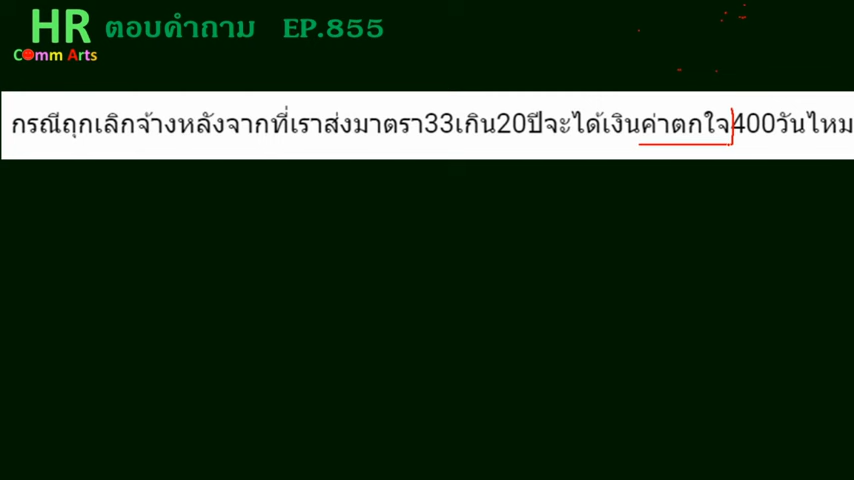 HR ตอบคำถาม EP.855
Comm Arts
กรณีถูกเลิกจ้างหลังจากที่เราส่งมาตรา33เกิน20ปีจะได้เงินค่าตกใจ400วันไหม